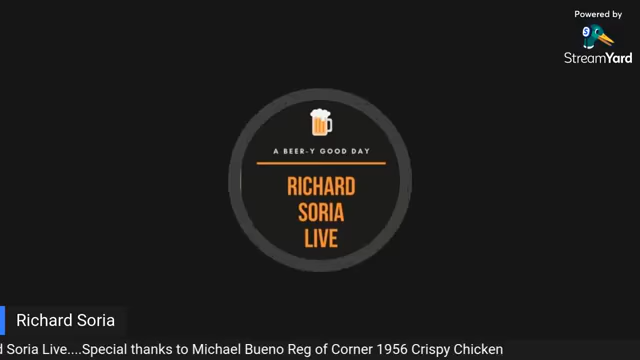 Powered by
StreamYard
A BEER-Y GOOD DAY
RICHARD
SORIA
LIVE
Richard Soria
d Soria Live....Special thanks to Michael Bueno Reg of Corner 1956 Crispy Chicken